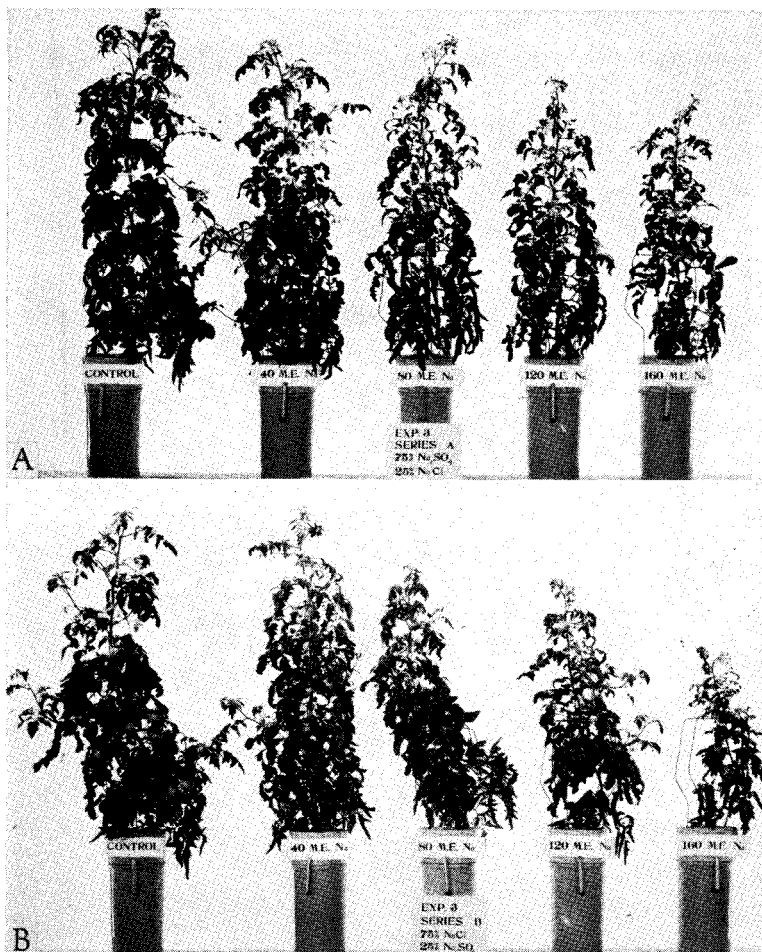 CONTROL
40 M.E. Na
80 M.E. Na
120 M.E. Na
160 M.E. Na
EXP. 3
SERIES A
75% Na2SO4
25% NaCl
A
CONTROL
40 M.E. Na
80 M.E. Na
120 M.E. Na
160 M.E. Na
EXP. 3
SERIES B
75% NaCl
25% Na2SO
B